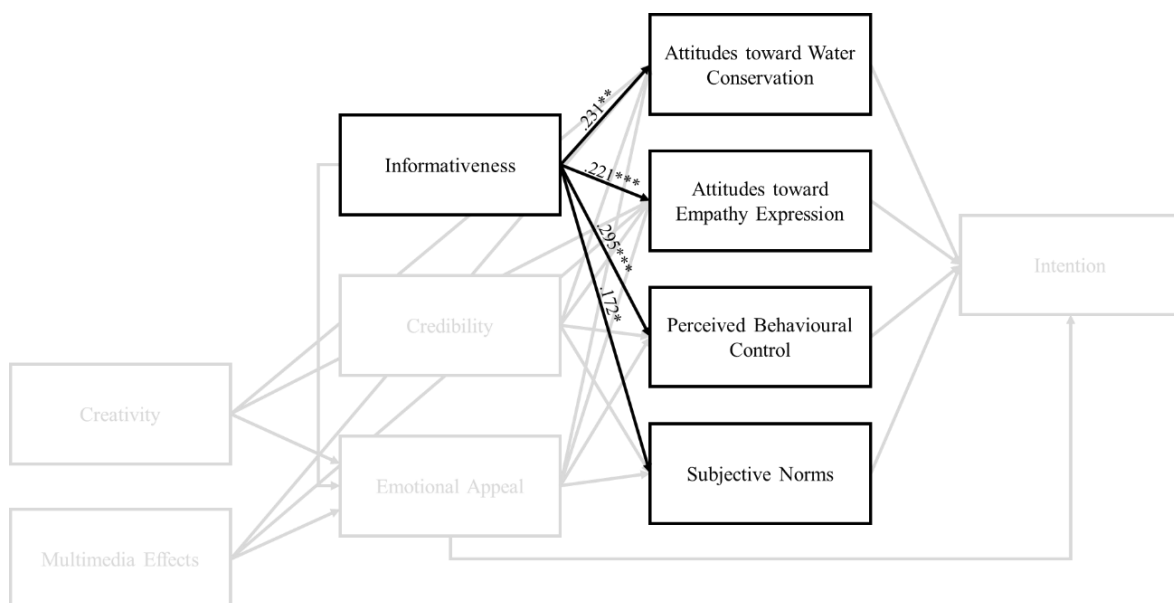 Attitudes toward Water
Conservation
.231**
Informativeness
.221***
Attitudes toward
Empathy Expression
.295***
.172*
Intention
Credibility
Perceived Behavioural
Control
Creativity
Emotional Appeal
Subjective Norms
Multimedia Effects